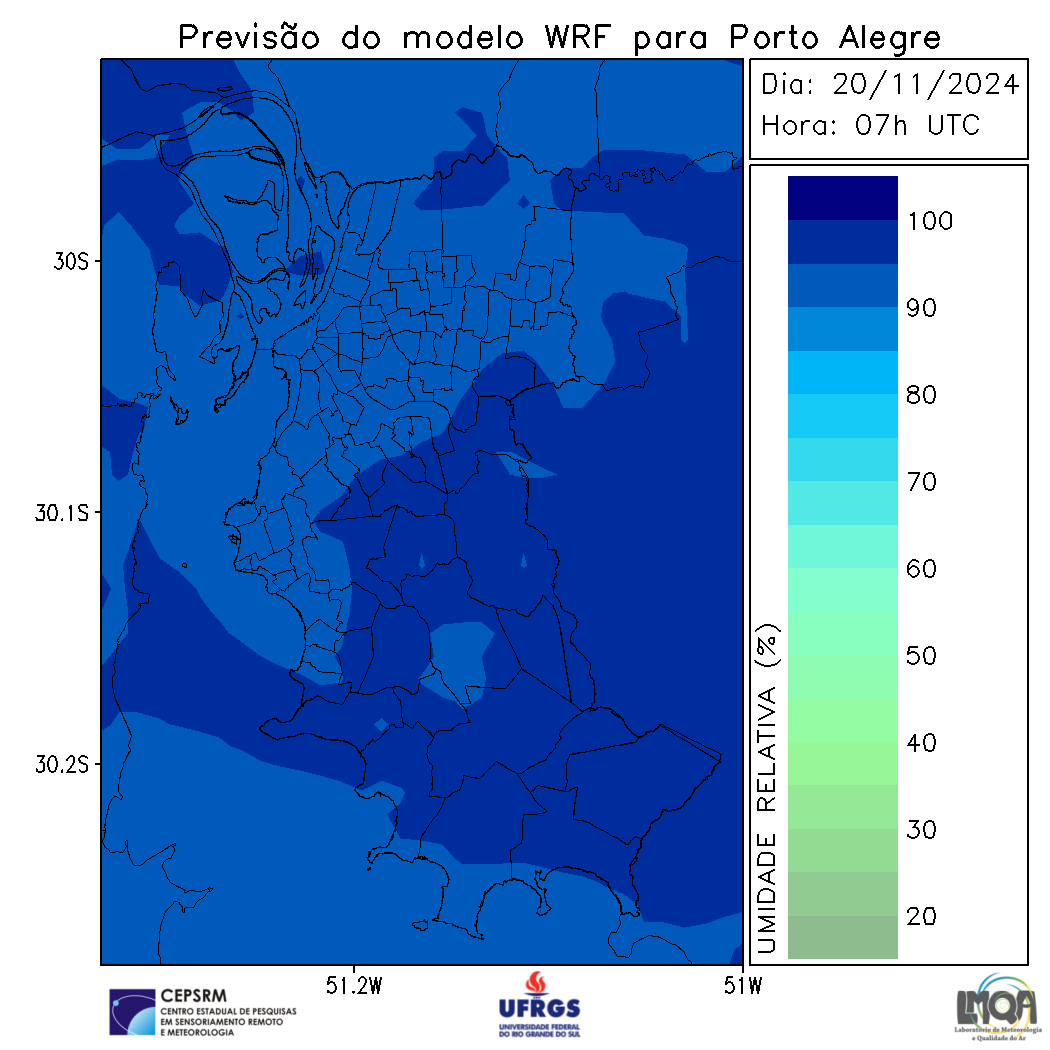 Previsão do modelo WRF para Porto Alegre
Dia: 20/11/2024
Hora: 07h UTC
100
90
80
70
60
50
40
30
20
UMIDADE RELATIVA (%)
30S
30.1S
30.2S
51.2W
51W
CEPSRM
CENTRO ESTADUAL DE PESQUISAS
EM SENSORIAMENTO REMOTO
E METEOROLOGIA
UFRGS
UNIVERSIDADE FEDERAL
DO RIO GRANDE DO SUL
LMQA
Laboratório de Meteorologia
e Qualidade do Ar